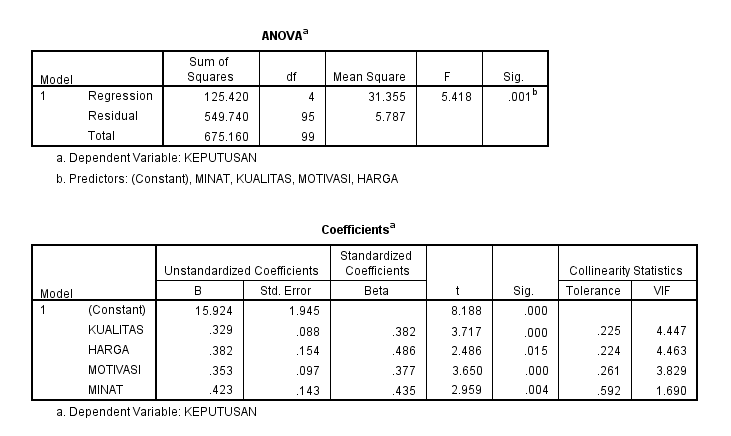 ANOVAa
Model Sum of Squares df Mean Square F Sig.
1 Regression 125.420 4 31.355 5.418 .001b
Residual 549.740 95 5.787
Total 675.160 99
a. Dependent Variable: KEPUTUSAN
b. Predictors: (Constant), MINAT, KUALITAS, MOTIVASI, HARGA
Coefficientsa
Unstandardized Coefficients Standardized Coefficients Collinearity Statistics
Model B Std. Error Beta t Sig. Tolerance VIF
1 (Constant) 15.924 1.945 8.188 .000
KUALITAS .329 .088 .382 3.717 .000 .225 4.447
HARGA .382 .154 .486 2.486 .015 .224 4.463
MOTIVASI .353 .097 .377 3.650 .000 .261 3.829
MINAT .423 .143 .435 2.959 .004 .592 1.690
a. Dependent Variable: KEPUTUSAN